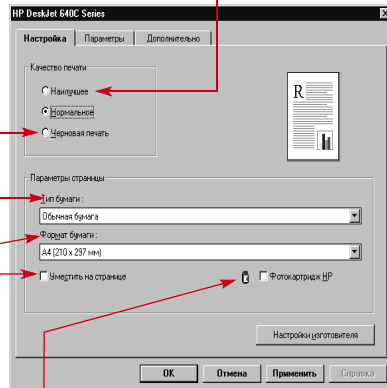 HP DeskJet 640C Series
Настройка Параметры Дополнительно
Качество печати
Наилучшее
Нормальное
Черновая печать
R
Параметры страницы
Тип бумаги:
Обычная бумага
Формат бумаги:
A4 (210 x 297 мм)
Уместить на странице Фотокартридж HP
Настройки изготовителя
OK Отмена Применить Справка